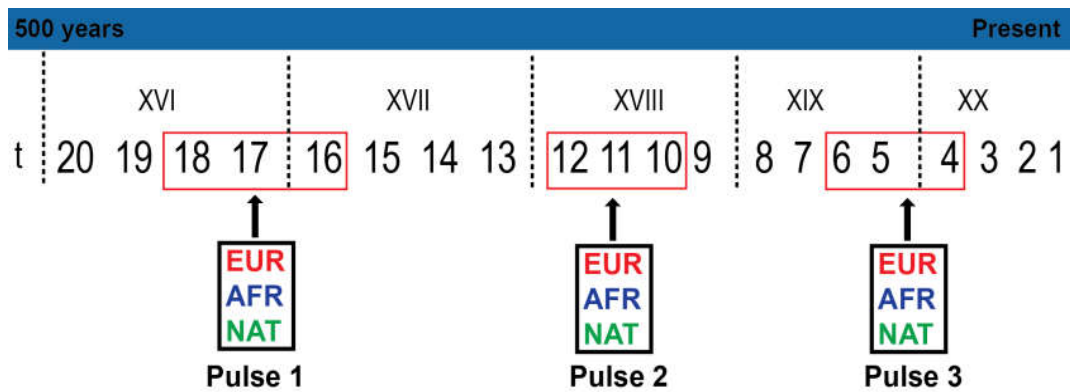 500 years Present
XVI XVII XVIII XIX XX
t 20 19 18 17 16 15 14 13 12 11 10 9 8 7 6 5 4 3 2 1
EUR EUR EUR
AFR AFR AFR
NAT NAT NAT
Pulse 1 Pulse 2 Pulse 3